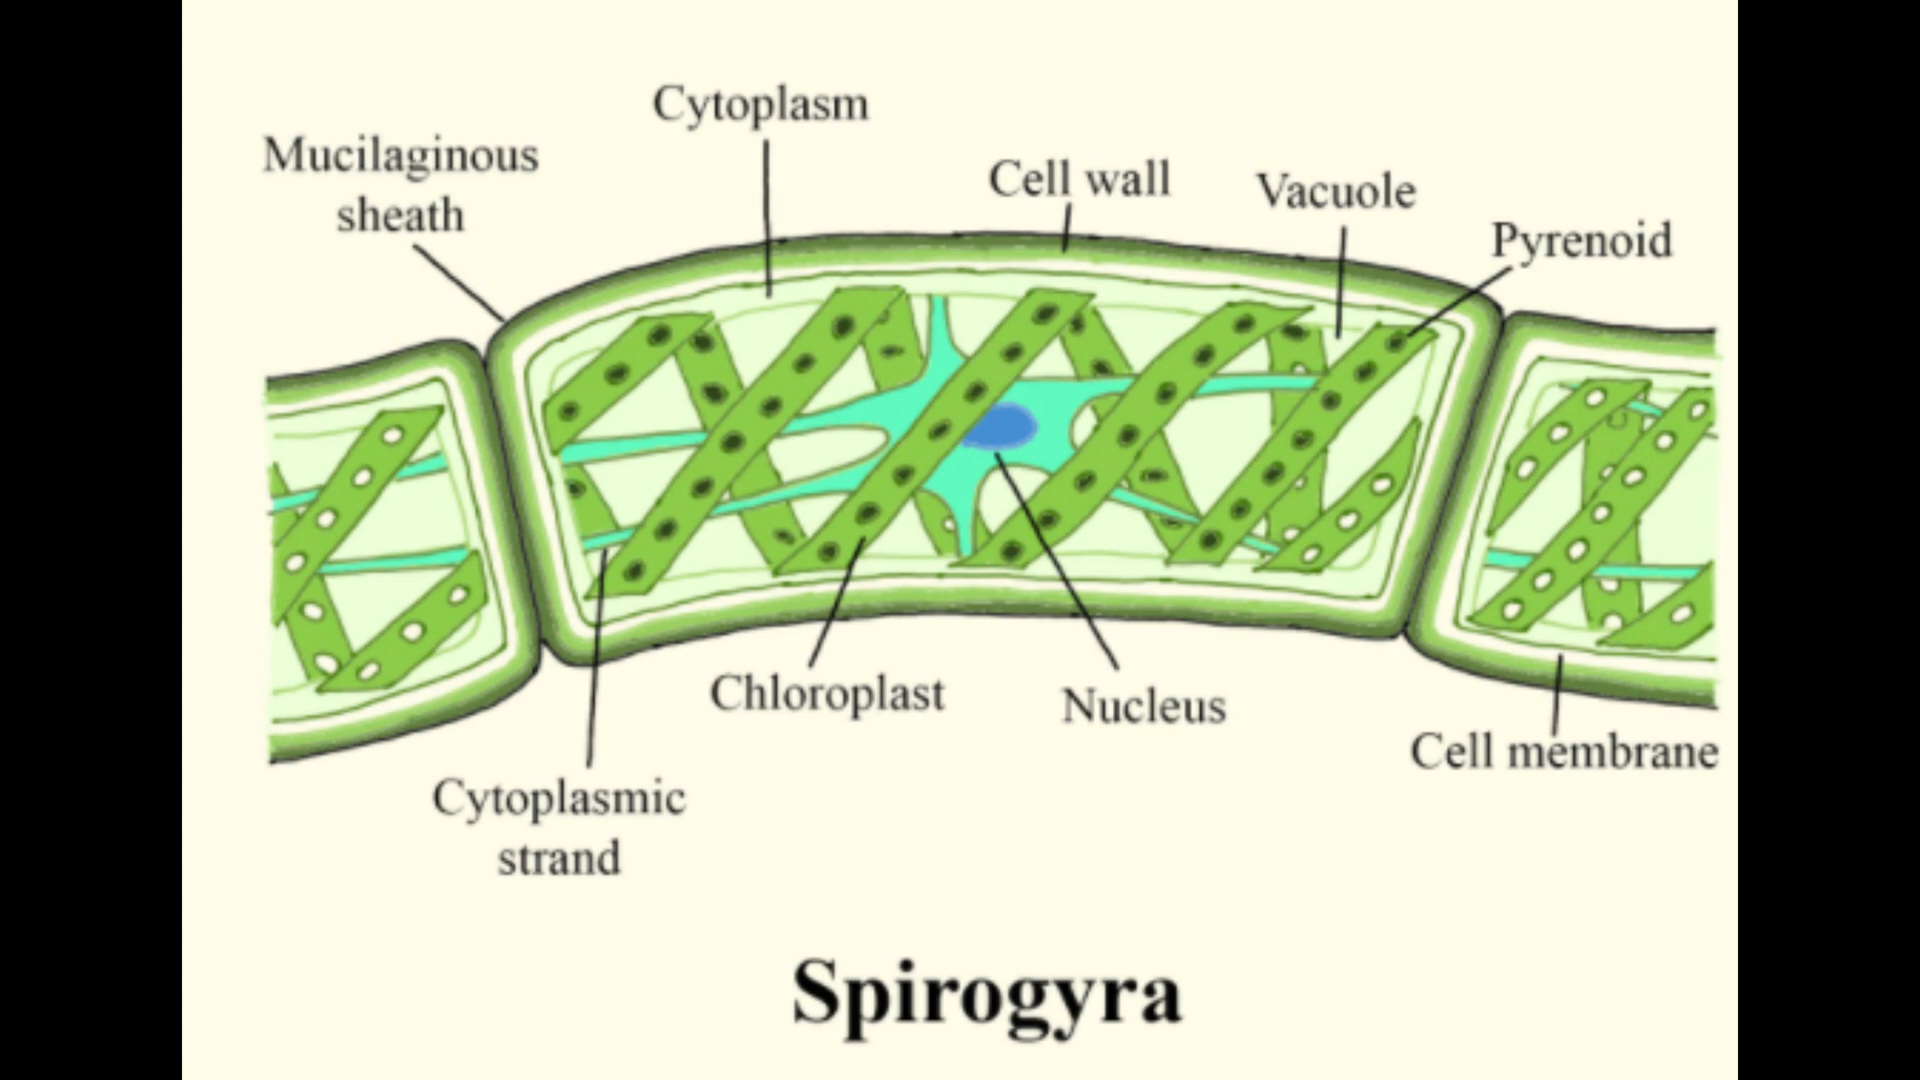 Cytoplasm
Mucilaginous
sheath
Cell wall
Vacuole
Pyrenoid
Chloroplast
Nucleus
Cell membrane
Cytoplasmic
strand
Spirogyra